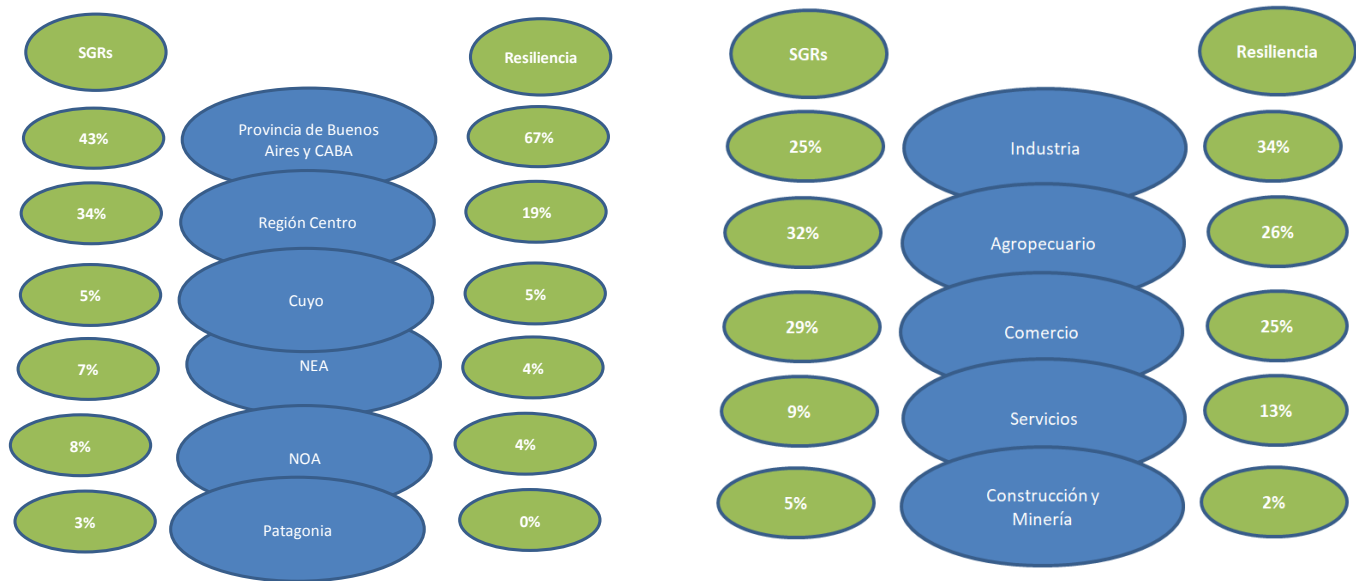 SGRs
Resiliencia
43%
Provincia de Buenos
Aires y CABA
67%
34%
Región Centro
19%
5%
Cuyo
5%
7%
NEA
4%
8%
NOA
4%
3%
Patagonia
0%
SGRs
Resiliencia
25%
Industria
34%
32%
Agropecuario
26%
29%
Comercio
25%
9%
Servicios
13%
5%
Construcción y
Minería
2%